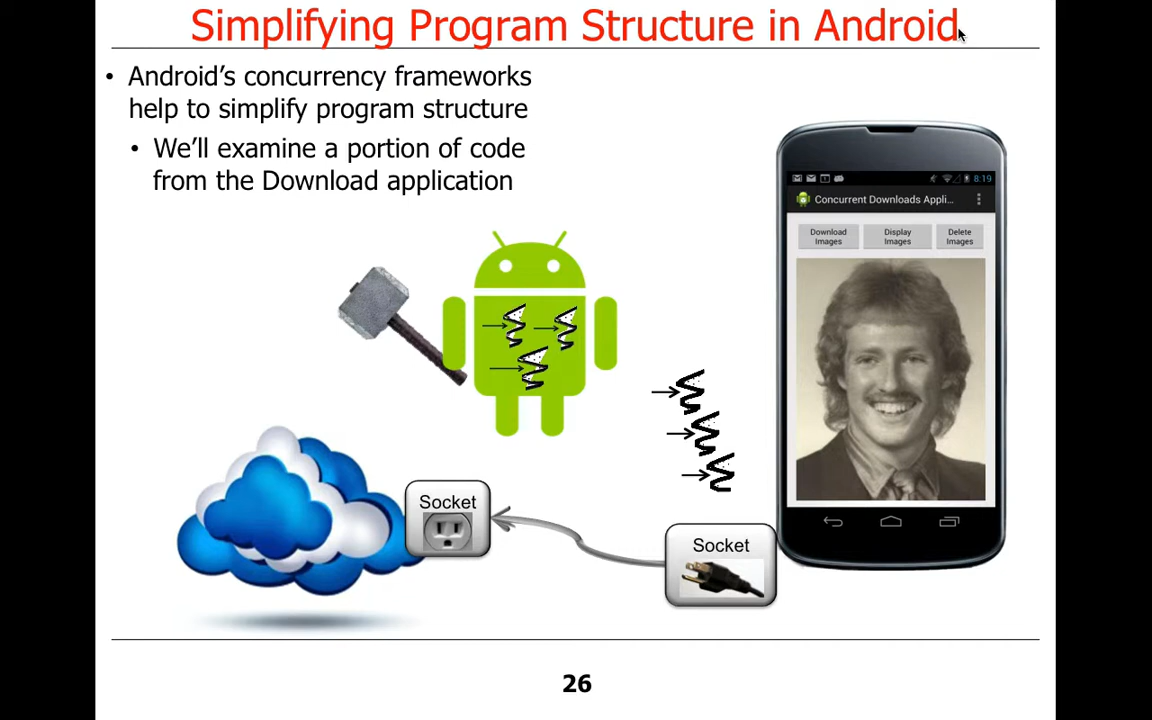 Simplifying Program Structure in Android
• Android’s concurrency frameworks
help to simplify program structure
• We’ll examine a portion of code
from the Download application
8:19
Concurrent Downloads Appli...
Download
Images
Display
Images
Delete
Images
Socket
Socket
26